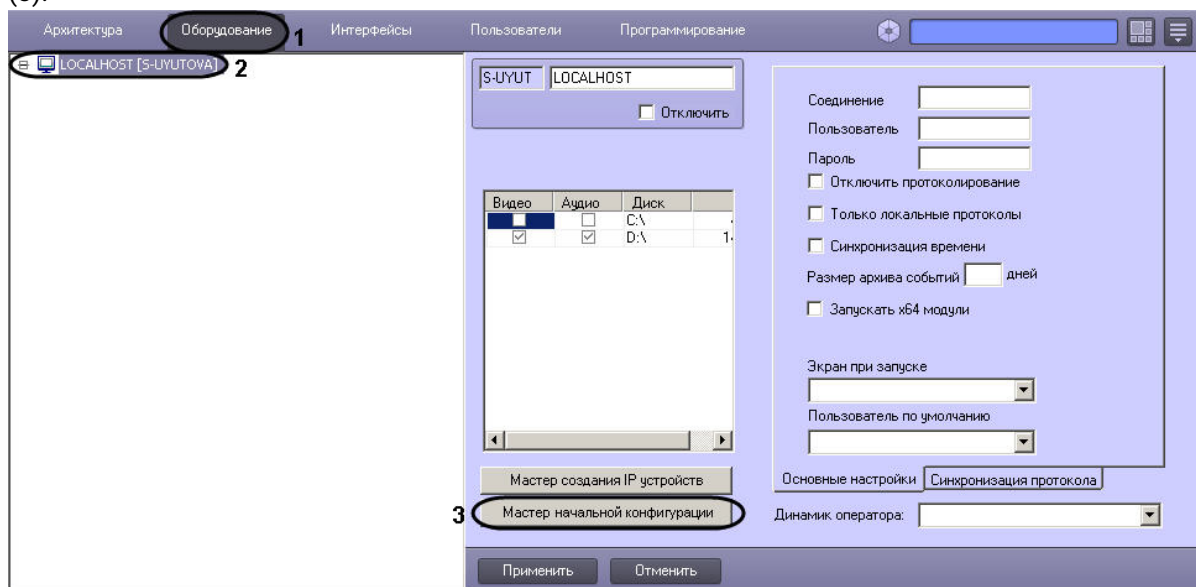 (3).
Архитектура Оборудование 1 Интерфейсы Пользователи Программирование
LOCALHOST [S-UYUTOVA] 2
S-UYUT LOCALHOST
Отключить
Соединение
Пользователь
Пароль
Отключить протоколирование
Только локальные протоколы
Синхронизация времени
Размер архива событий дней
Запускать x64 модули
Экран при запуске
Пользователь по умолчанию
Видео Аудио Диск
C:\
D:\ 1
Мастер создания IP устройств
3 Мастер начальной конфигурации
Основные настройки Синхронизация протокола
Динамик оператора:
Применить Отменить